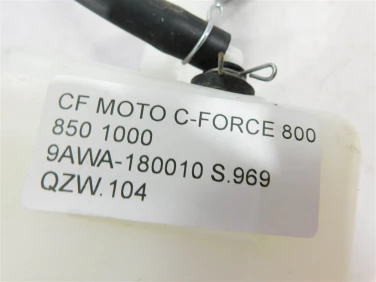 CF MOTO C-FORCE 800
850 1000
9AWA-180010 S.969
QZW.104